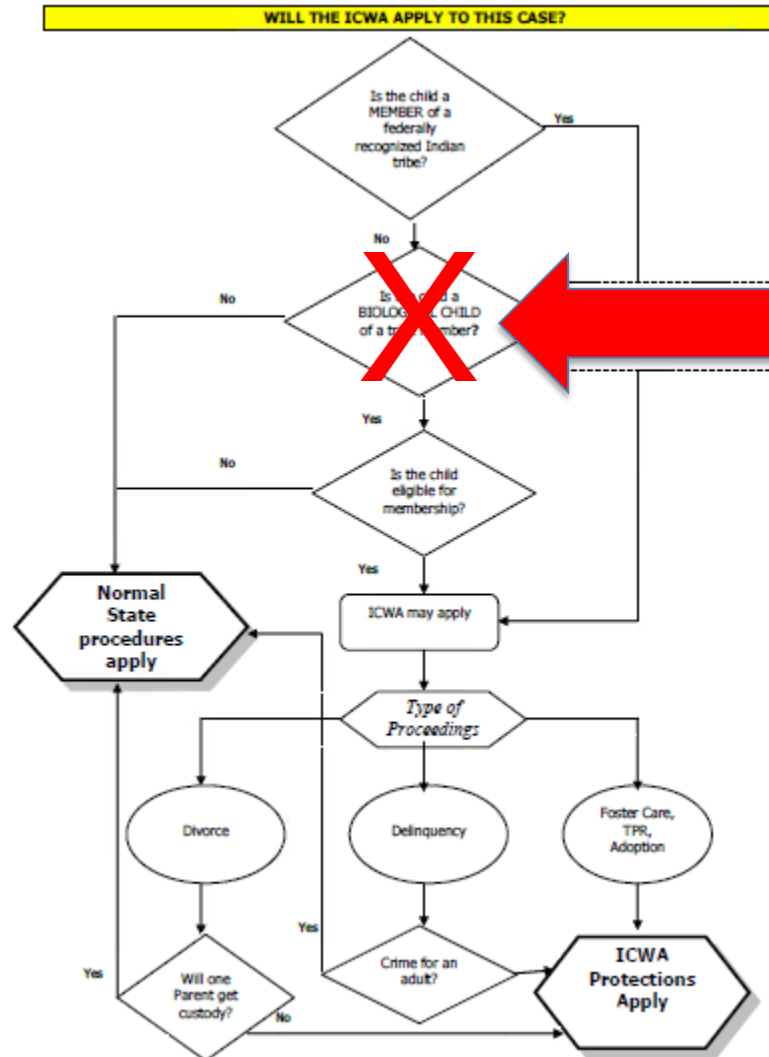 WILL THE ICWA APPLY TO THIS CASE?
Is the child a
MEMBER of a
federally
recognized Indian
tribe?
Yes
No
X
Is child a
No
CHILD
of a
Yes
No
Is the child
eligible for
membership?
Yes
Normal
State
procedures
apply
ICWA may apply
Type of
Proceedings
Divorce
Delinquency
Foster Care,
TPR,
Adoption
Yes
Yes
Will one
Parent get
custody?
No
Crime for an
adult?
ICWA
Protections
Apply